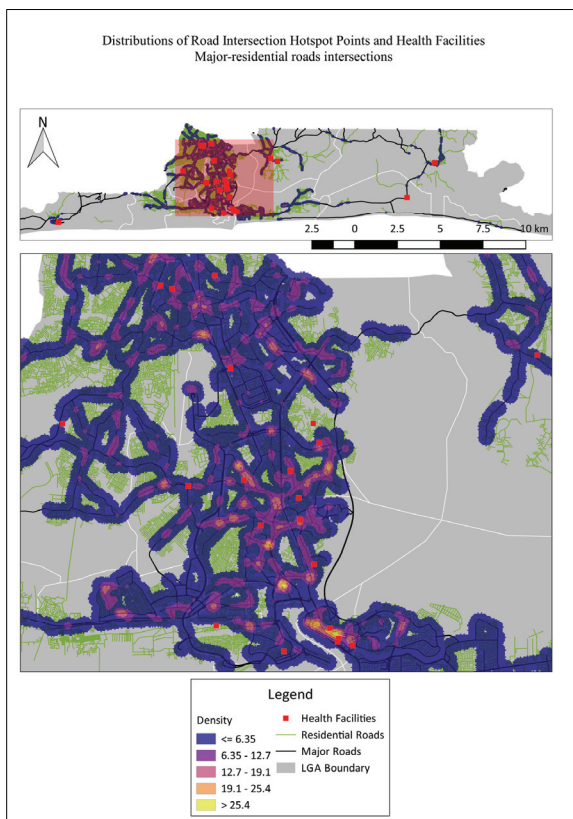 Distributions of Road Intersection Hotspot Points and Health Facilities
Major-residential roads intersections
N
2.5 0 2.5 5 7.5 10 km
Legend
Density
<= 6.35
6.35 - 12.7
12.7 - 19.1
19.1 - 25.4
> 25.4
Health Facilities
Residential Roads
Major Roads
LGA Boundary